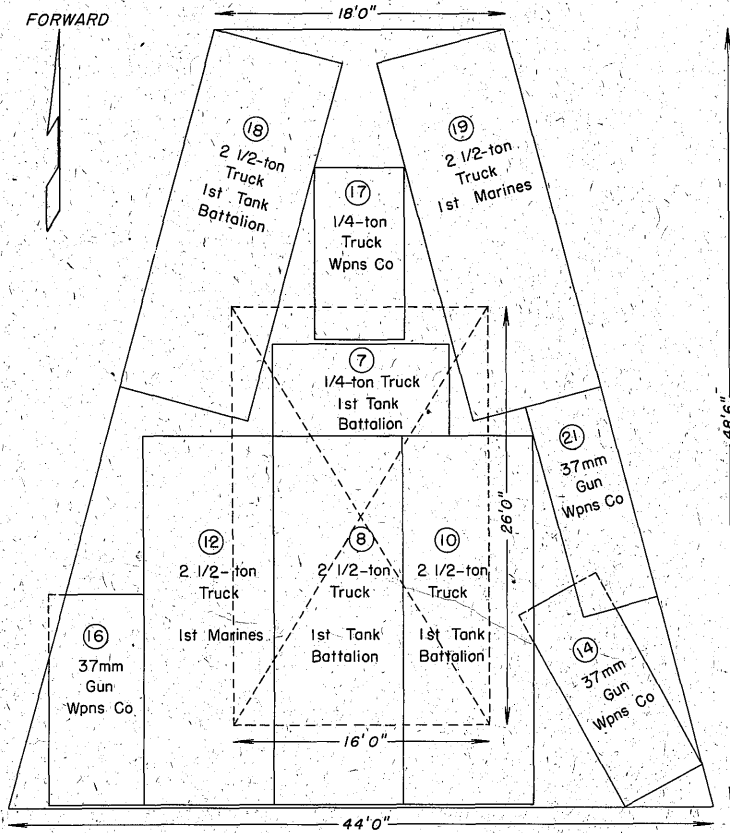 FORWARD
18'0"
18
2 1/2-ton
Truck
1st Tank
Battalion
19
2 1/2-ton
Truck
1st Marines
17
1/4-ton
Truck
Wpns Co
7
1/4-ton Truck
1st Tank
Battalion
21
37mm
Gun
Wpns Co
48'6"
26'0"
12
2 1/2-ton
Truck
1st Marines
8
2 1/2-ton
Truck
1st Tank
Battalion
10
2 1/2-ton
Truck
1st Tank
Battalion
16
37mm
Gun
Wpns Co
14
37mm
Gun
Wpns Co
16'0"
44'0"